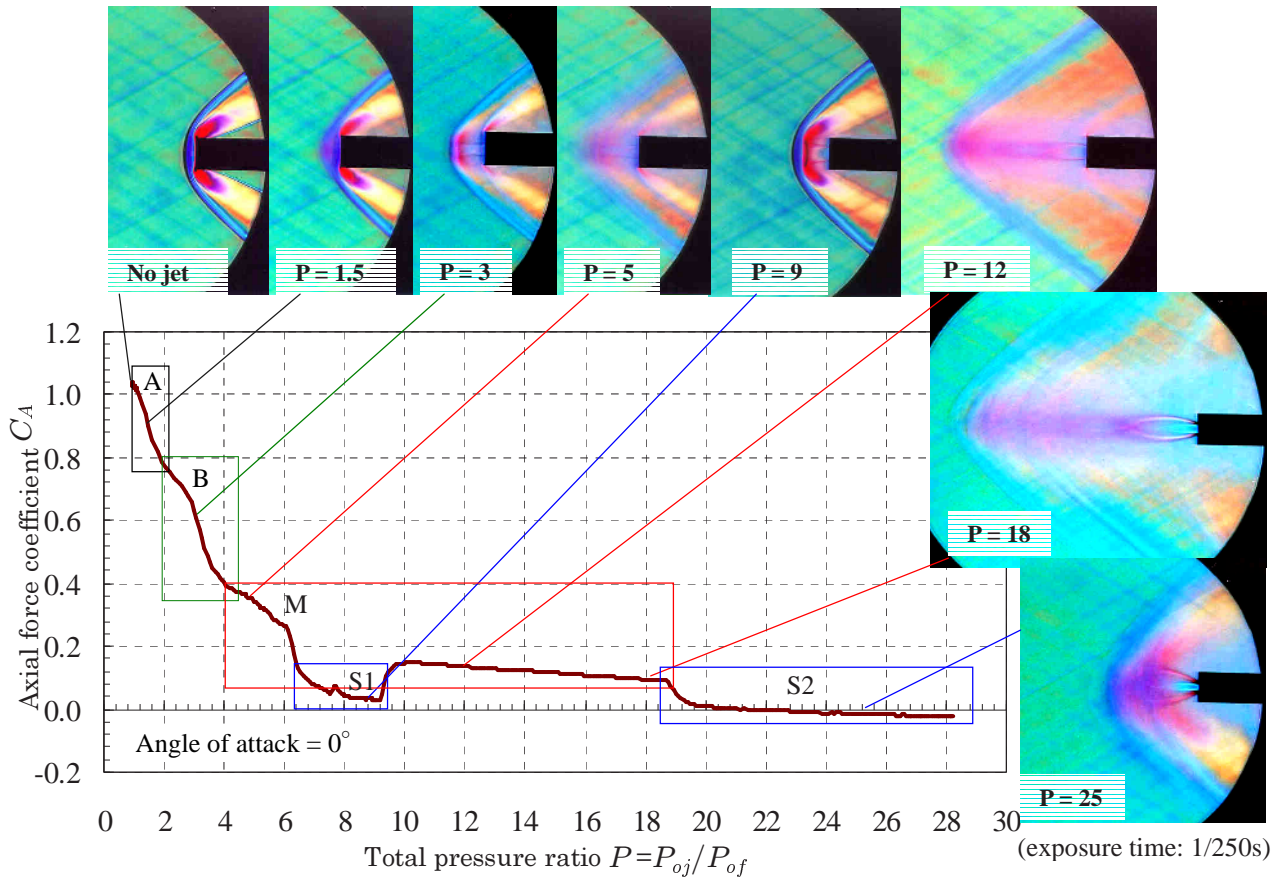 No jet
P = 1.5
P = 3
P = 5
P = 9
P = 12
P = 18
P = 25
(exposure time: 1/250s)
Axial force coefficient C_A
1.2
1.0
0.8
0.6
0.4
0.2
0.0
-0.2
A
B
M
S1
S2
Angle of attack = 0°
0 2 4 6 8 10 12 14 16 18 20 22 24 26 28 30
Total pressure ratio P=P_oj/P_of